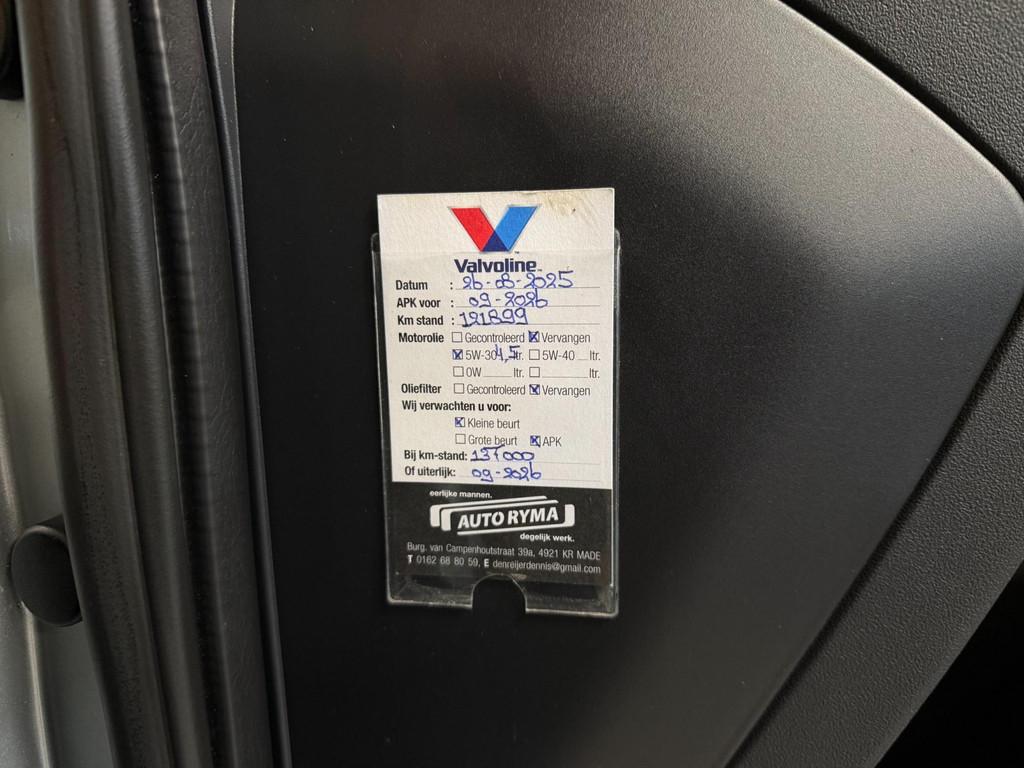 Valvoline™
Datum : 26-08-2025
APK voor : 09-2026
Km stand : 121899
Motorolie ☐ Gecontroleerd ☒ Vervangen
☒ 5W-30 4,5 ltr. ☐ 5W-40 ltr.
☐ 0W ltr. ☐ ltr.
Oliefilter ☐ Gecontroleerd ☒ Vervangen
Wij verwachten u voor:
☒ Kleine beurt
☐ Grote beurt ☒ APK
Bij km-stand: 137000
Of uiterlijk: 09-2026
eerlijke mannen.
AUTO RYMA
degelijk werk.
Burg. van Campenhoutstraat 39a, 4921 KR MADE
T 0162 68 80 59, E denreijerdennis@gmail.com